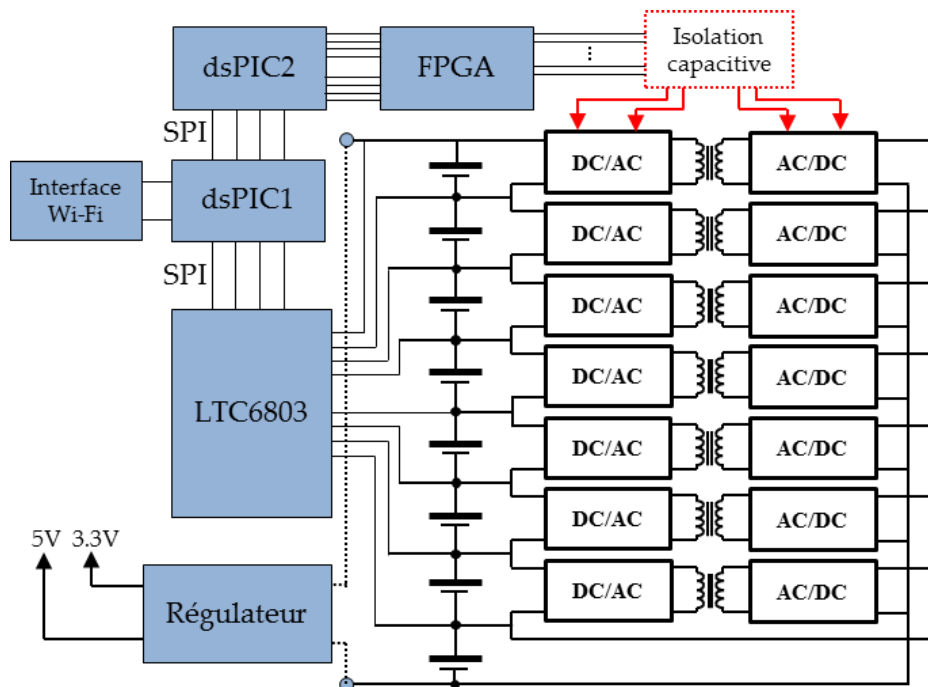 dsPIC2
FPGA
Isolation
capacitive
SPI
Interface
Wi-Fi
dsPIC1
DC/AC
AC/DC
DC/AC
AC/DC
SPI
DC/AC
AC/DC
LTC6803
DC/AC
AC/DC
DC/AC
AC/DC
DC/AC
AC/DC
5V
3.3V
Régulateur
DC/AC
AC/DC